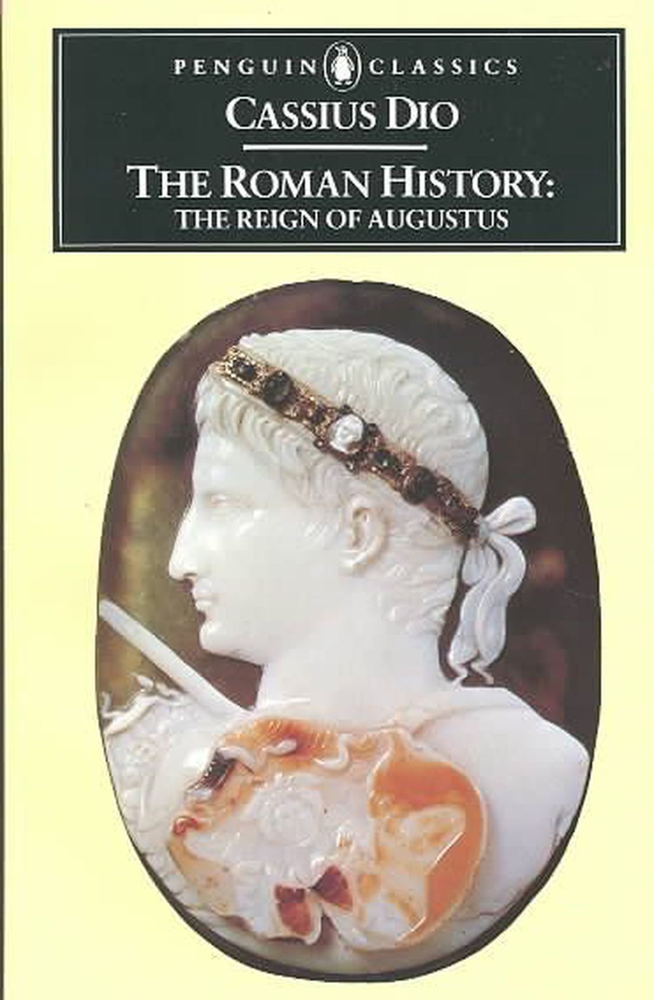 PENGUIN CLASSICS
CASSIUS DIO
THE ROMAN HISTORY:
THE REIGN OF AUGUSTUS